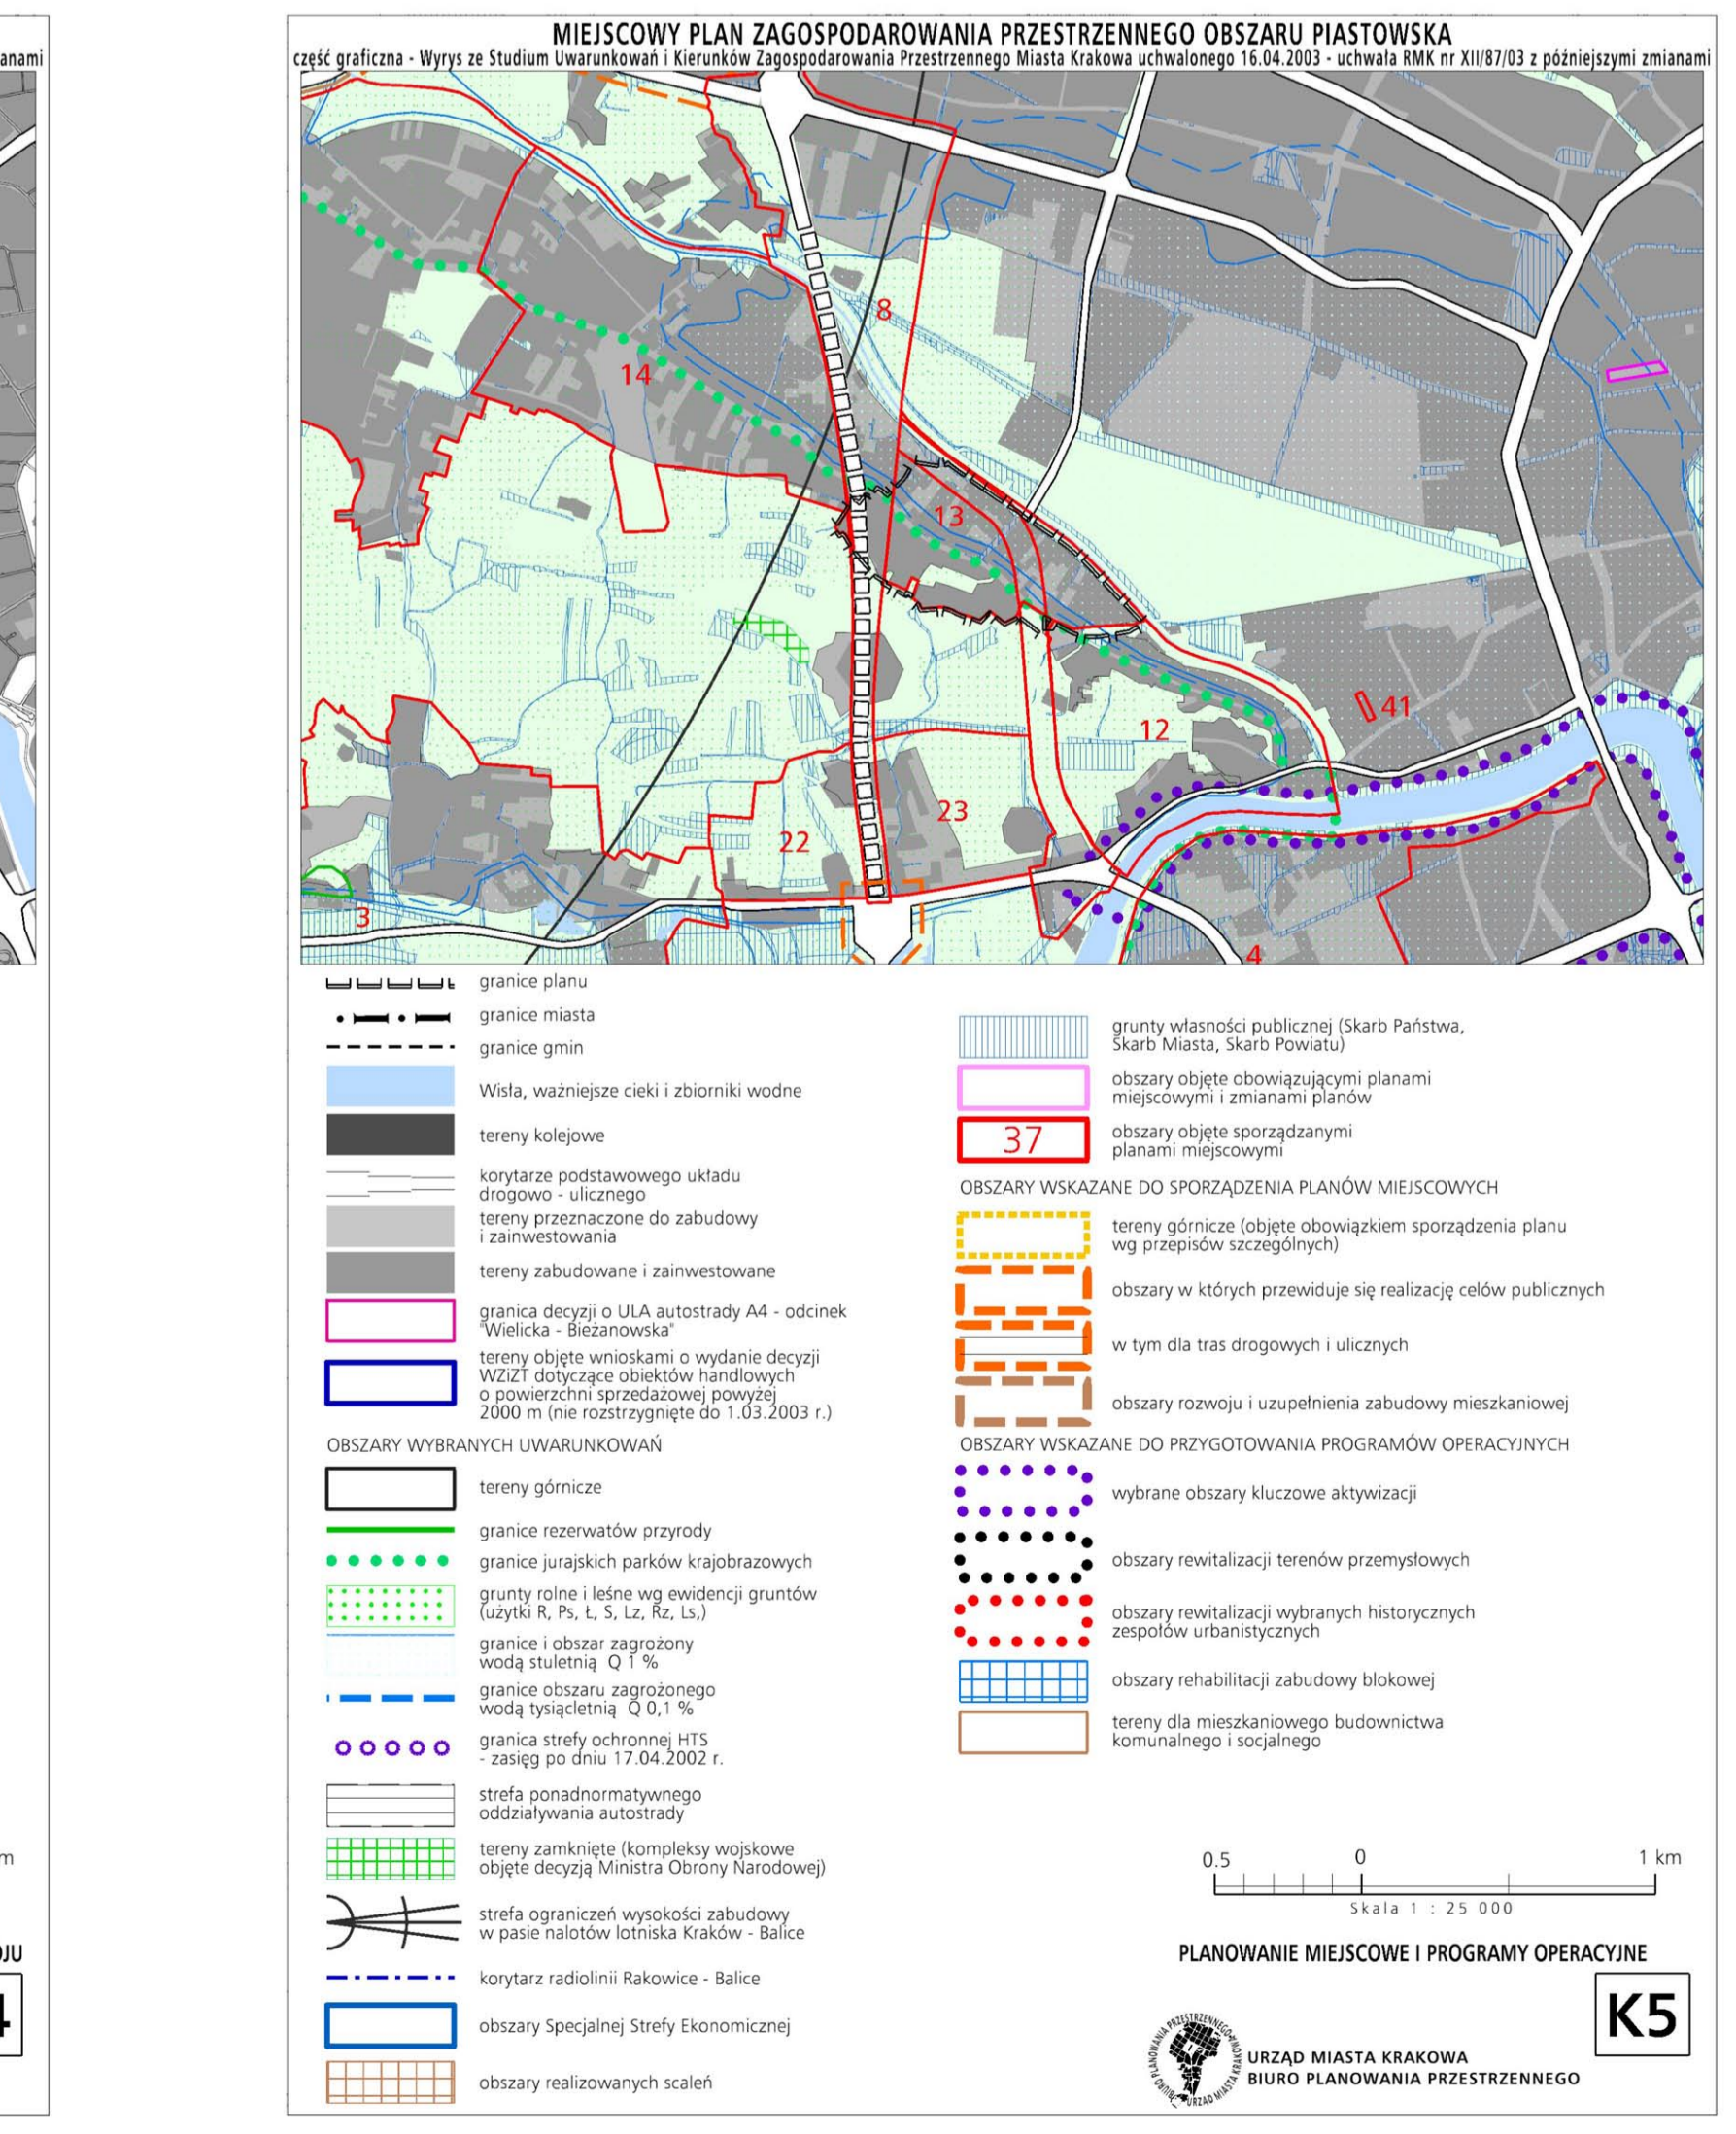 anami
m
OJU
MIEJSCOWY PLAN ZAGOSPODAROWANIA PRZESTRZENNEGO OBSZARU PIASTOWSKA
część graficzna - Wyrys ze Studium Uwarunkowań i Kierunków Zagospodarowania Przestrzennego Miasta Krakowa uchwalonego 16.04.2003 - uchwała RMK nr XII/87/03 z późniejszymi zmianami
8
14
13
41
12
23
22
3
4
granice planu
granice miasta
granice gmin
Wisła, ważniejsze cieki i zbiorniki wodne
tereny kolejowe
korytarze podstawowego układu
drogowo - ulicznego
tereny przeznaczone do zabudowy
i zainwestowania
tereny zabudowane i zainwestowane
granica decyzji o ULA autostrady A4 - odcinek
"Wielicka - Bieżanowska"
tereny objęte wnioskami o wydanie decyzji
WZiZT dotyczące obiektów handlowych
o powierzchni sprzedażowej powyżej
2000 m (nie rozstrzygnięte do 1.03.2003 r.)
OBSZARY WYBRANYCH UWARUNKOWAŃ
tereny górnicze
granice rezerwatów przyrody
granice jurajskich parków krajobrazowych
grunty rolne i leśne wg ewidencji gruntów
(użytki R, Ps, Ł, S, Lz, Rz, Ls,)
granice i obszar zagrożony
wodą stuletnią Q 1 %
granice obszaru zagrożonego
wodą tysiącletnią Q 0,1 %
granica strefy ochronnej HTS
- zasięg po dniu 17.04.2002 r.
strefa ponadnormatywnego
oddziaływania autostrady
tereny zamknięte (kompleksy wojskowe
objęte decyzją Ministra Obrony Narodowej)
strefa ograniczeń wysokości zabudowy
w pasie nalotów lotniska Kraków - Balice
korytarz radiolinii Rakowice - Balice
obszary Specjalnej Strefy Ekonomicznej
obszary realizowanych scaleń
grunty własności publicznej (Skarb Państwa,
Skarb Miasta, Skarb Powiatu)
obszary objęte obowiązującymi planami
miejscowymi i zmianami planów
37
obszary objęte sporządzanymi
planami miejscowymi
OBSZARY WSKAZANE DO SPORZĄDZENIA PLANÓW MIEJSCOWYCH
tereny górnicze (objęte obowiązkiem sporządzenia planu
wg przepisów szczególnych)
obszary w których przewiduje się realizację celów publicznych
w tym dla tras drogowych i ulicznych
obszary rozwoju i uzupełnienia zabudowy mieszkaniowej
OBSZARY WSKAZANE DO PRZYGOTOWANIA PROGRAMÓW OPERACYJNYCH
wybrane obszary kluczowe aktywizacji
obszary rewitalizacji terenów przemysłowych
obszary rewitalizacji wybranych historycznych
zespołów urbanistycznych
obszary rehabilitacji zabudowy blokowej
tereny dla mieszkaniowego budownictwa
komunalnego i socjalnego
0.5 0 1 km
Skala 1 : 25 000
PLANOWANIE MIEJSCOWE I PROGRAMY OPERACYJNE
K5
BIURO PLANOWANIA PRZESTRZENNEGO
URZĄD MIASTA KRAKOWA
URZĄD MIASTA KRAKOWA
BIURO PLANOWANIA PRZESTRZENNEGO